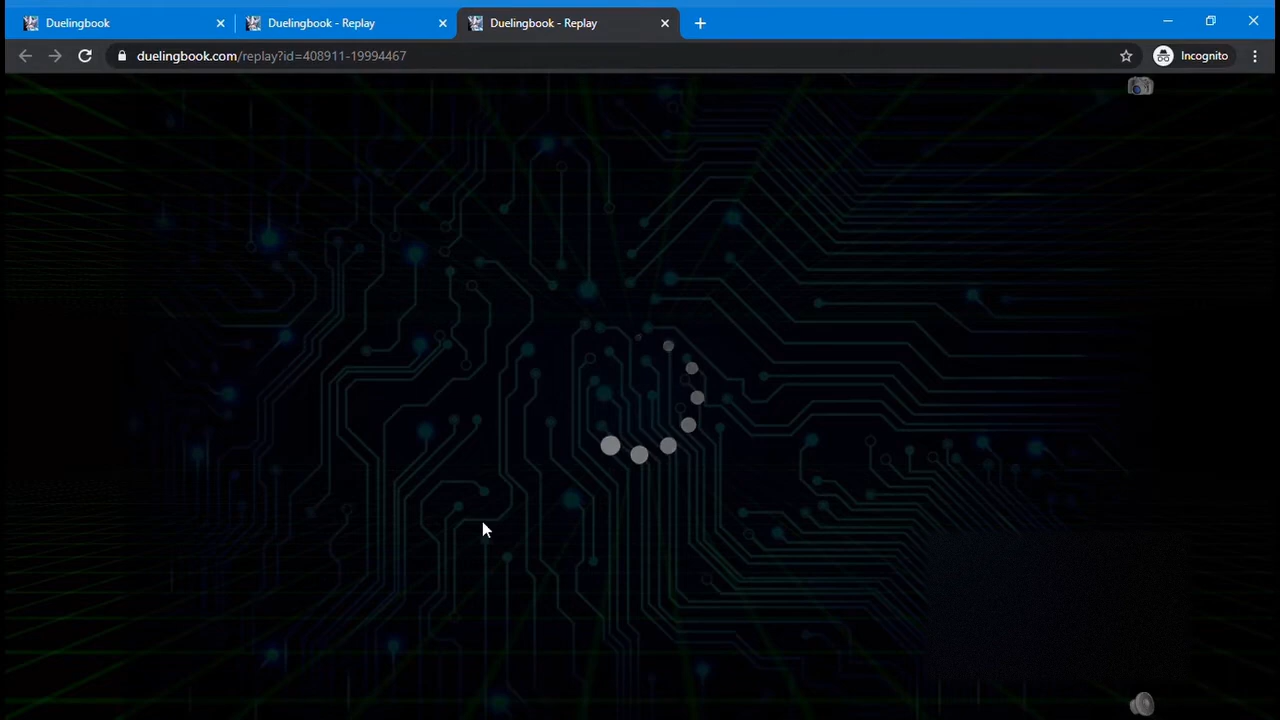 Duelingbook
Duelingbook - Replay
Duelingbook - Replay
duelingbook.com/replay?id=408911-19994467
Incognito